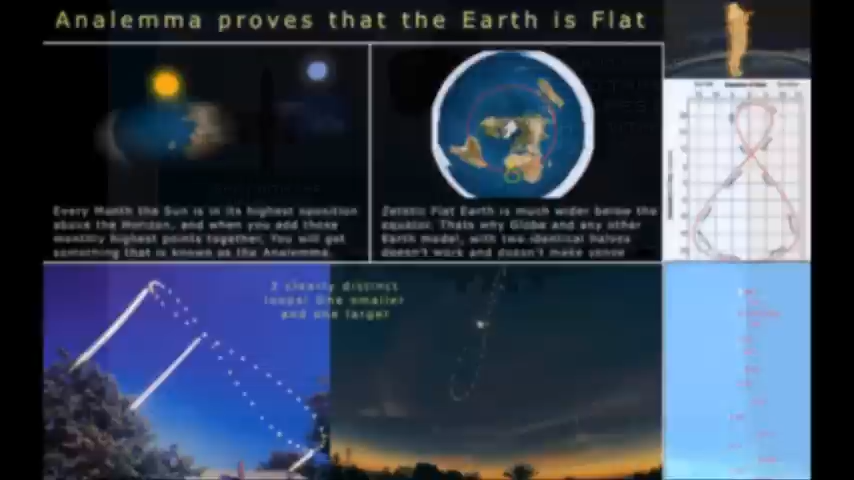 Analemma proves that the Earth is Flat
Every Month the Sun is in its highest oposition
above the Horizon, and when you add those
monthly highest points together, You will get
something that is known as the Analemma.
Zetetic Flat Earth is much wider below the
equator. Thats why Globe and any other
Earth model, with two identical halves
doesn't work and doesn't make sense
2 clearly distinct
loops! One smaller
and one larger